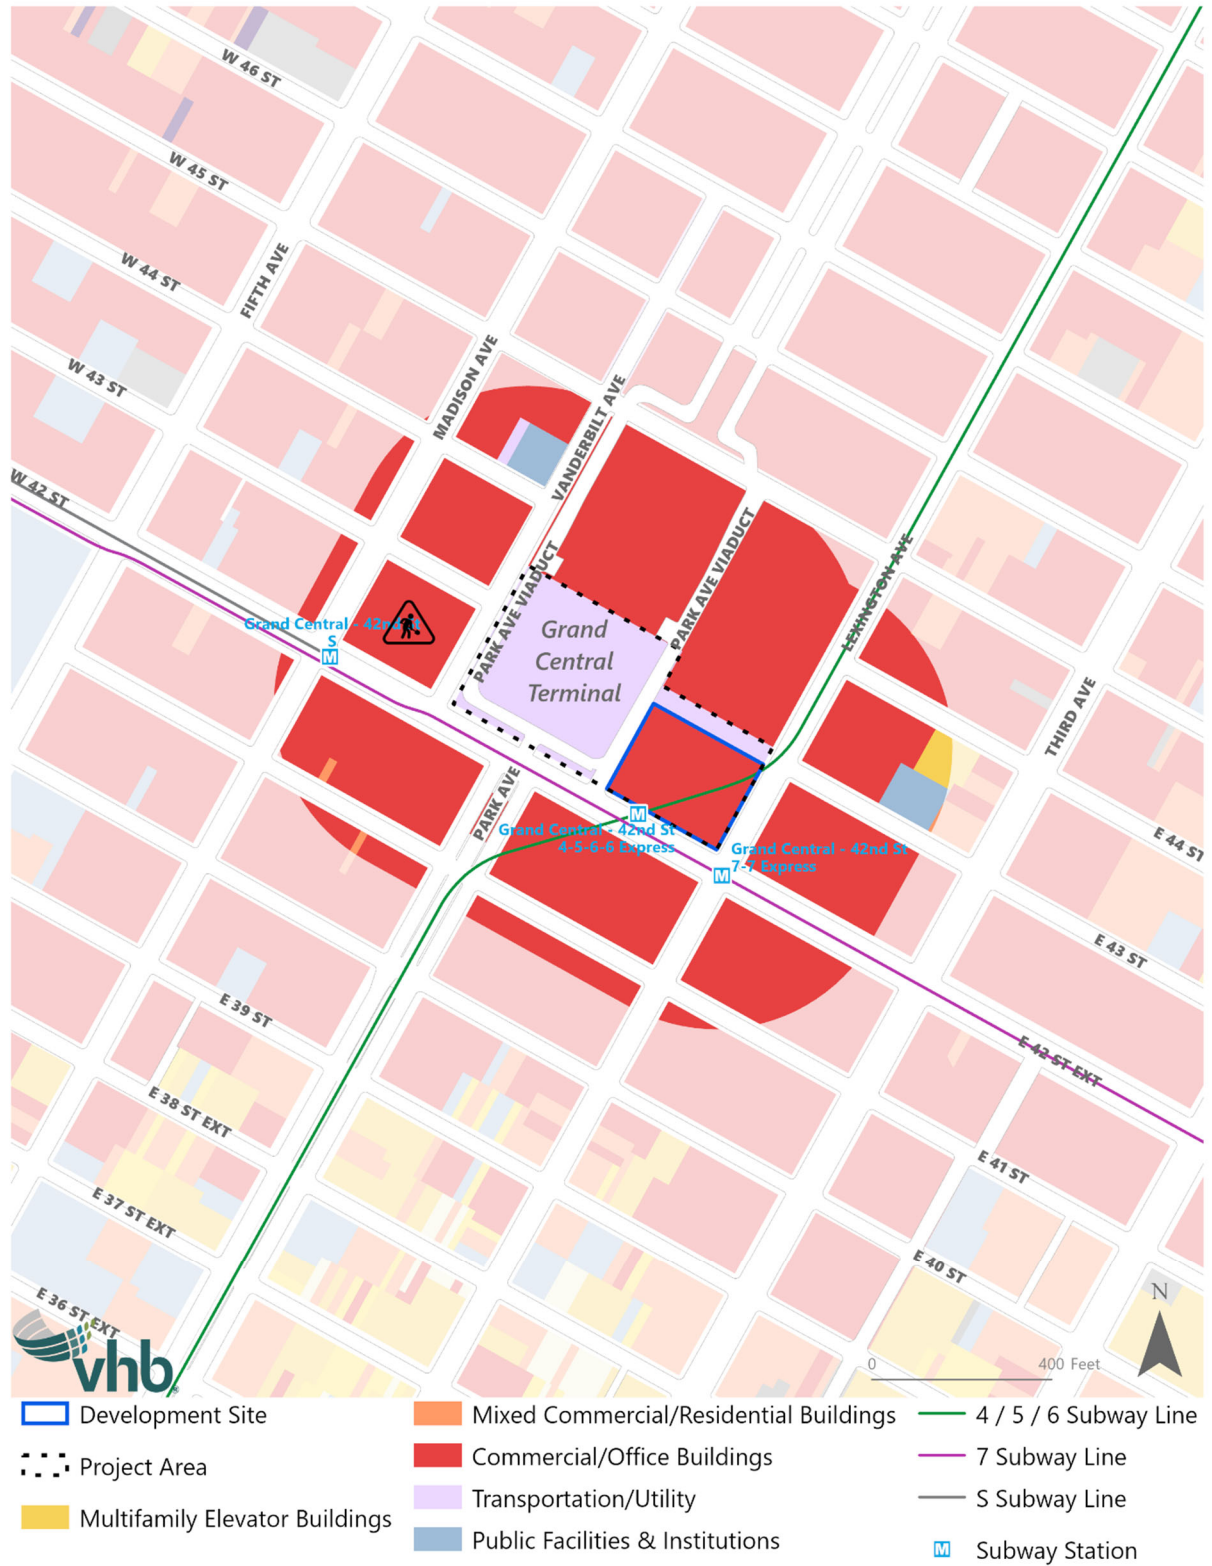 W 46 ST
W 45 ST
W 44 ST
FIFTH AVE
W 43 ST
MADISON AVE
VANDERBILT AVE
W 42 ST
PARK AVE VIADUCT
PARK AVE VIADUCT
LEXINGTON AVE
Grand Central - 42nd St
S
M
Grand
Central
Terminal
THIRD AVE
PARK AVE
M
Grand Central - 42nd St
4-5-6-6 Express
Grand Central - 42nd St
7-7 Express
M
E 44 ST
E 43 ST
E 39 ST
E 42 ST EXT
E 38 ST EXT
E 41 ST
E 37 ST EXT
E 40 ST
E 36 ST EXT
N
vhb
0
400 Feet
Development Site
Project Area
Multifamily Elevator Buildings
Mixed Commercial/Residential Buildings
Commercial/Office Buildings
Transportation/Utility
Public Facilities & Institutions
4 / 5 / 6 Subway Line
7 Subway Line
S Subway Line
M Subway Station